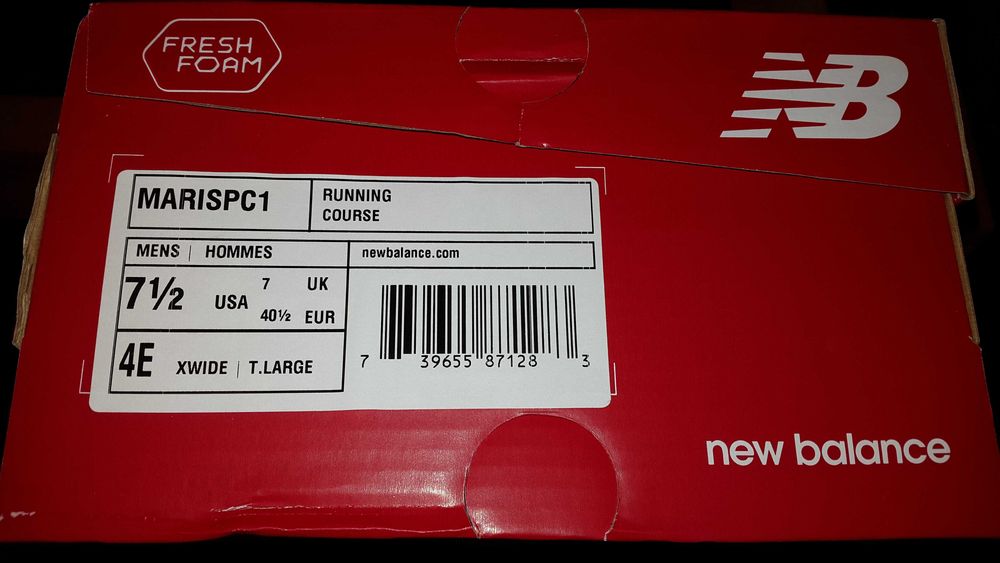 FRESH
FOAM
NB
MARISPC1
RUNNING
COURSE
MENS | HOMMES
newbalance.com
7½ USA 7 UK
40½ EUR
4E XWIDE | T.LARGE
7 39655 87128 3
new balance